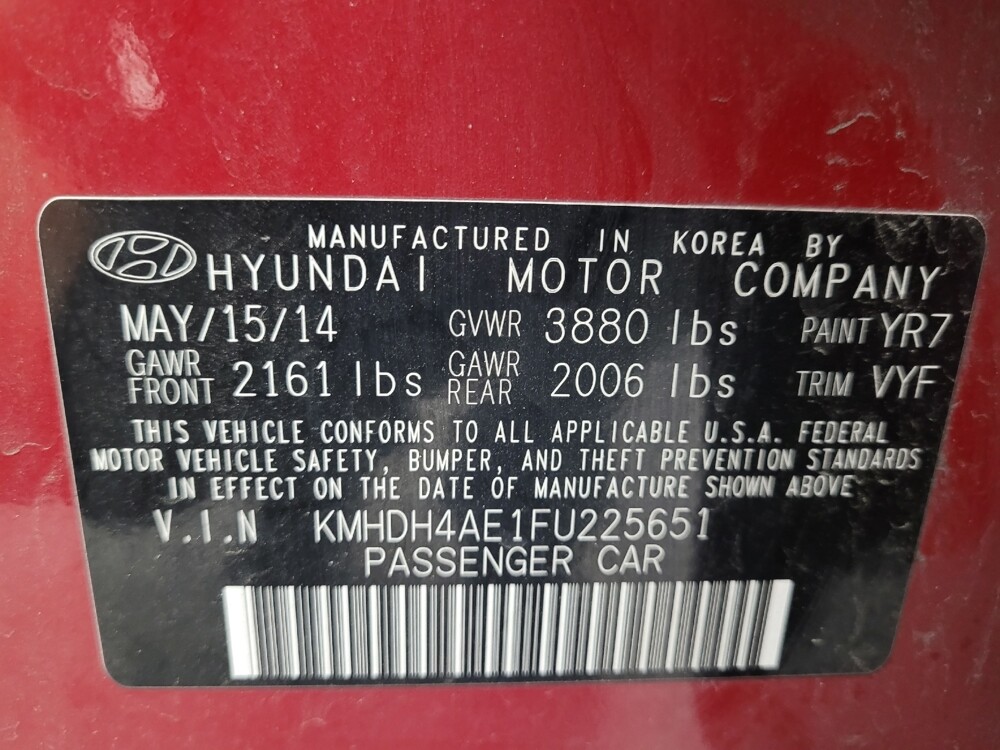 MANUFACTURED IN KOREA BY
HYUNDAI MOTOR COMPANY
MAY/15/14 GVWR 3880 lbs PAINT YR7
GAWR FRONT 2161 lbs GAWR REAR 2006 lbs TRIM VYF
THIS VEHICLE CONFORMS TO ALL APPLICABLE U.S.A. FEDERAL
MOTOR VEHICLE SAFETY, BUMPER, AND THEFT PREVENTION STANDARDS
IN EFFECT ON THE DATE OF MANUFACTURE SHOWN ABOVE
V.I.N KMHDH4AE1FU225651
PASSENGER CAR